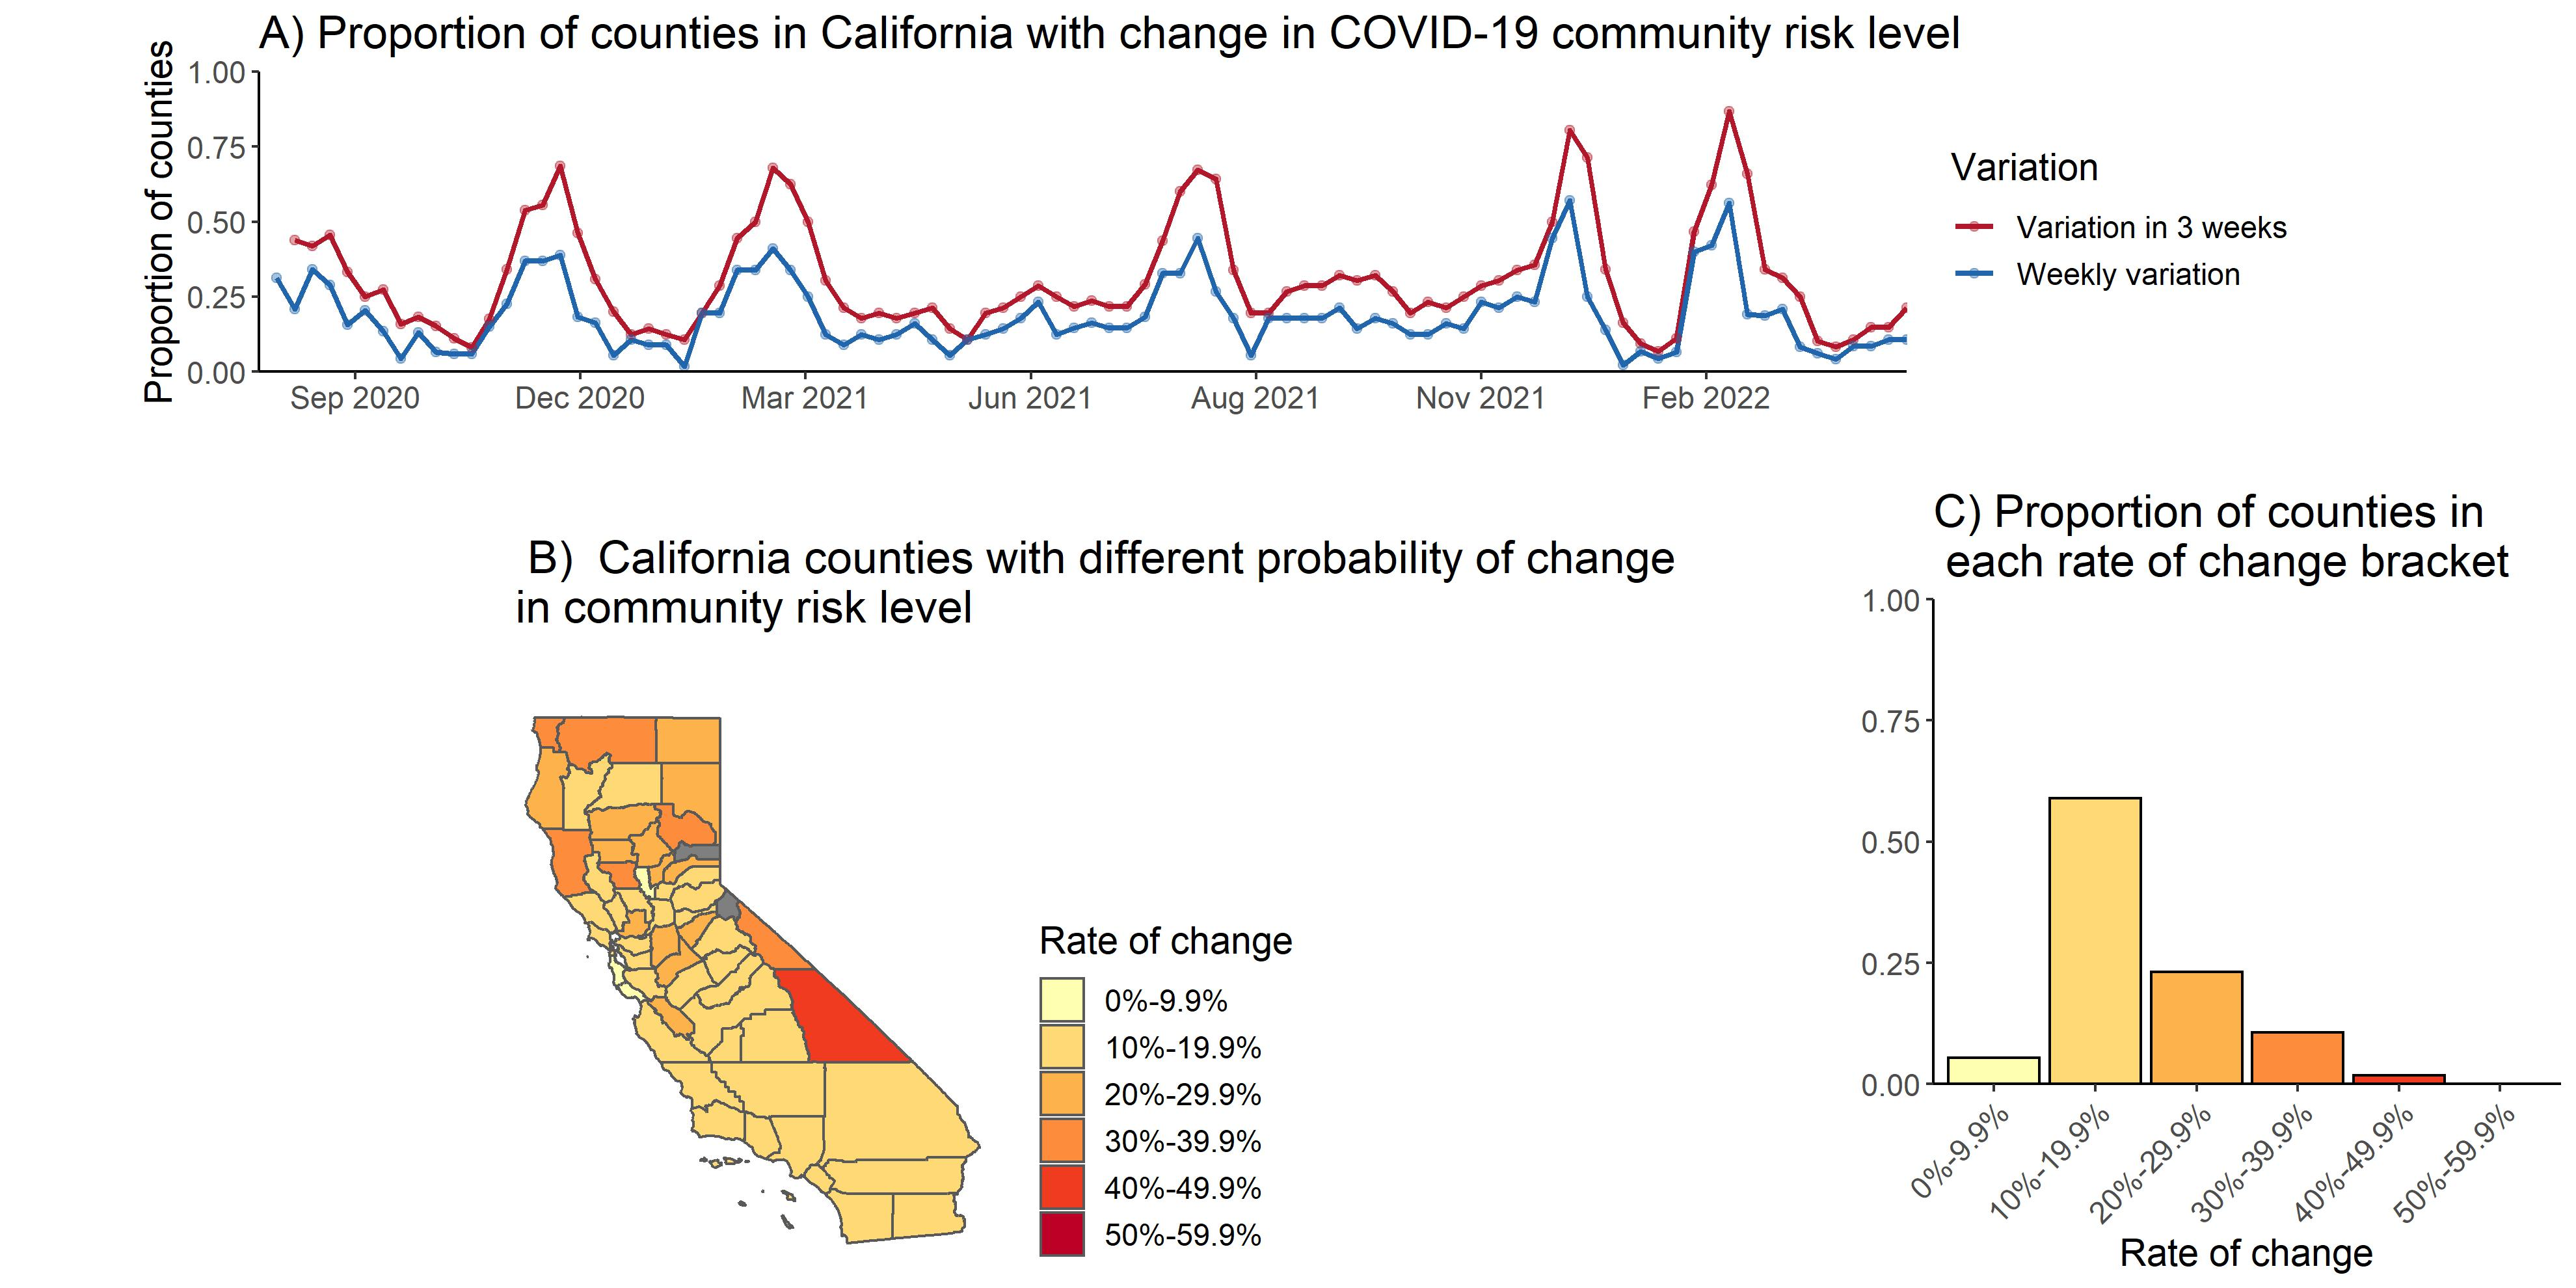 A) Proportion of counties in California with change in COVID-19 community risk level
Proportion of counties
1.00
0.75
0.50
0.25
0.00
Sep 2020
Dec 2020
Mar 2021
Jun 2021
Aug 2021
Nov 2021
Feb 2022
Variation
Variation in 3 weeks
Weekly variation
B)  California counties with different probability of change
in community risk level
Rate of change
0%-9.9%
10%-19.9%
20%-29.9%
30%-39.9%
40%-49.9%
50%-59.9%
C) Proportion of counties in
each rate of change bracket
1.00
0.75
0.50
0.25
0.00
0%-9.9%
10%-19.9%
20%-29.9%
30%-39.9%
40%-49.9%
50%-59.9%
Rate of change